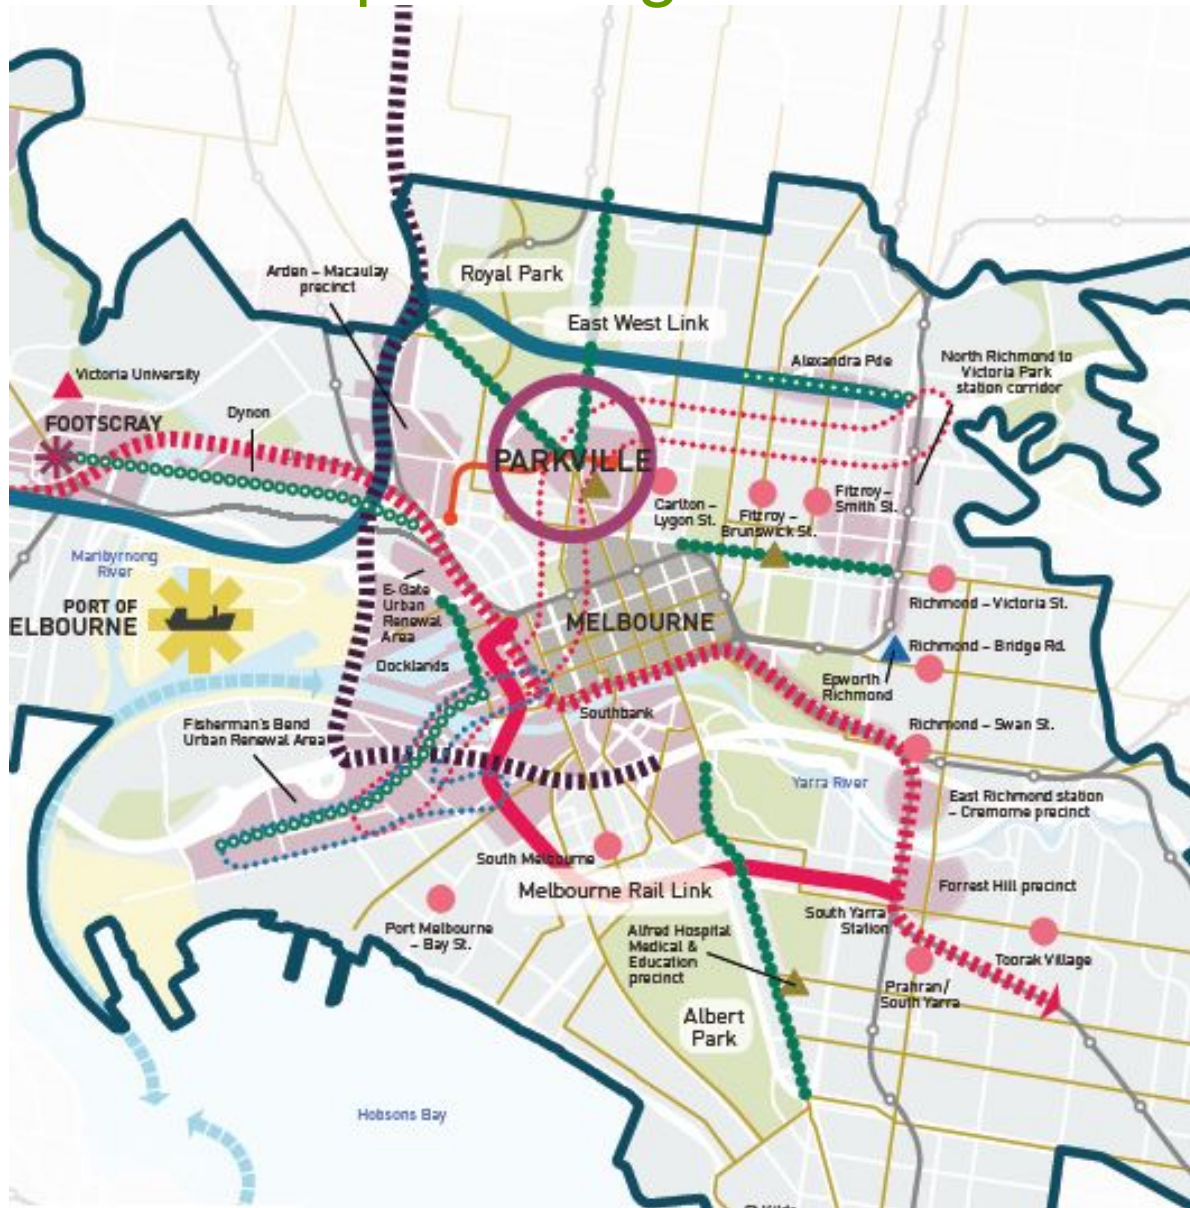 Arden – Macaulay
precinct
Royal Park
East West Link
Alexandra Pde
North Richmond to
Victoria Park
station corridor
Victoria University
FOOTSCRAY
Dynon
PARKVILLE
Carlton –
Lygon St.
Fitzroy –
Brunswick St.
Fitzroy –
Smith St.
Maribyrnong
River
PORT OF
ELBOURNE
E- Gate
Urban
Renewal
Area
MELBOURNE
Richmond – Victoria St.
Richmond – Bridge Rd.
Epworth
Richmond
Docklands
Fisherman's Bend
Urban Renewal Area
Southbank
Richmond – Swan St.
Yarra River
East Richmond station
– Cremorne precinct
South Melbourne
Melbourne Rail Link
Forrest Hill precinct
Port Melbourne
– Bay St.
Alfred Hospital
Medical &
Education
precinct
South Yarra
Station
Toorak Village
Prahran/
South Yarra
Albert
Park
Hobsons Bay